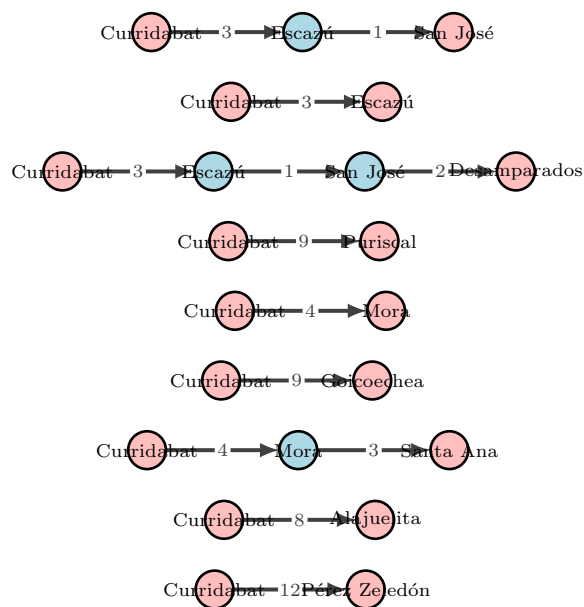 Curridabat 3 Escazú 1 San José
Curridabat 3 Escazú
Curridabat 3 Escazú 1 San José 2 Desamparados
Curridabat 9 Puriscal
Curridabat 4 Mora
Curridabat 9 Goicoechea
Curridabat 4 Mora 3 Santa Ana
Curridabat 8 Alajuelita
Curridabat 12 Pérez Zeledón